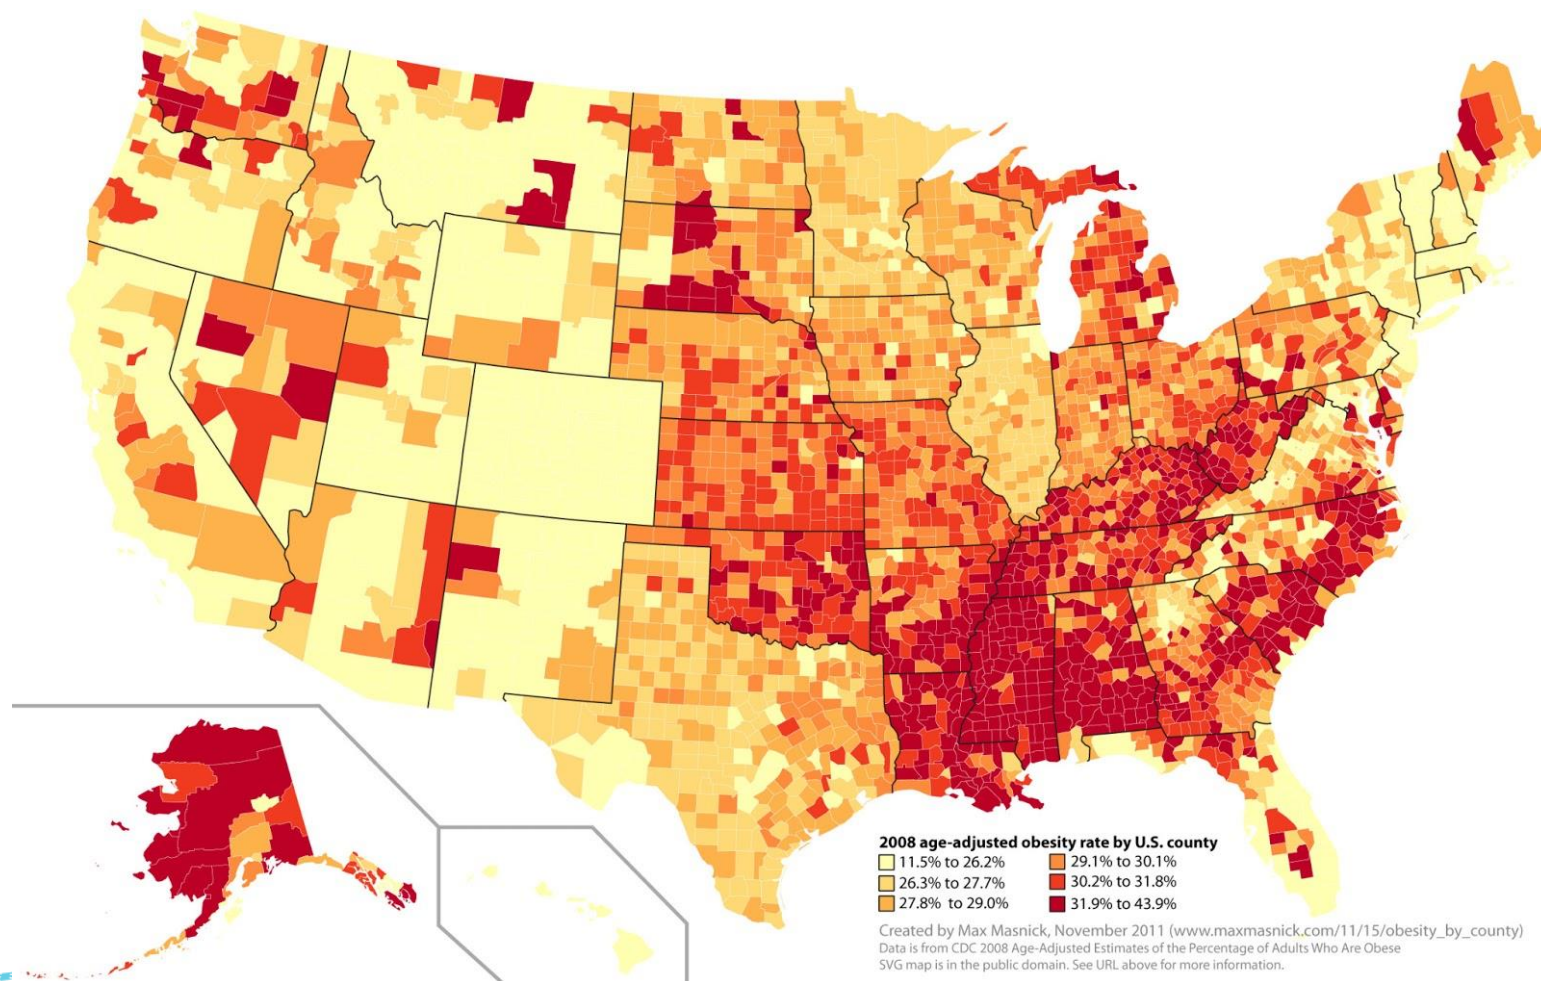 2008 age-adjusted obesity rate by U.S. county
11.5% to 26.2%
29.1% to 30.1%
26.3% to 27.7%
30.2% to 31.8%
27.8% to 29.0%
31.9% to 43.9%
Created by Max Masnick, November 2011 (www.maxmasnick.com/11/15/obesity_by_county)
Data is from CDC 2008 Age-Adjusted Estimates of the Percentage of Adults Who Are Obese
SVG map is in the public domain. See URL above for more information.